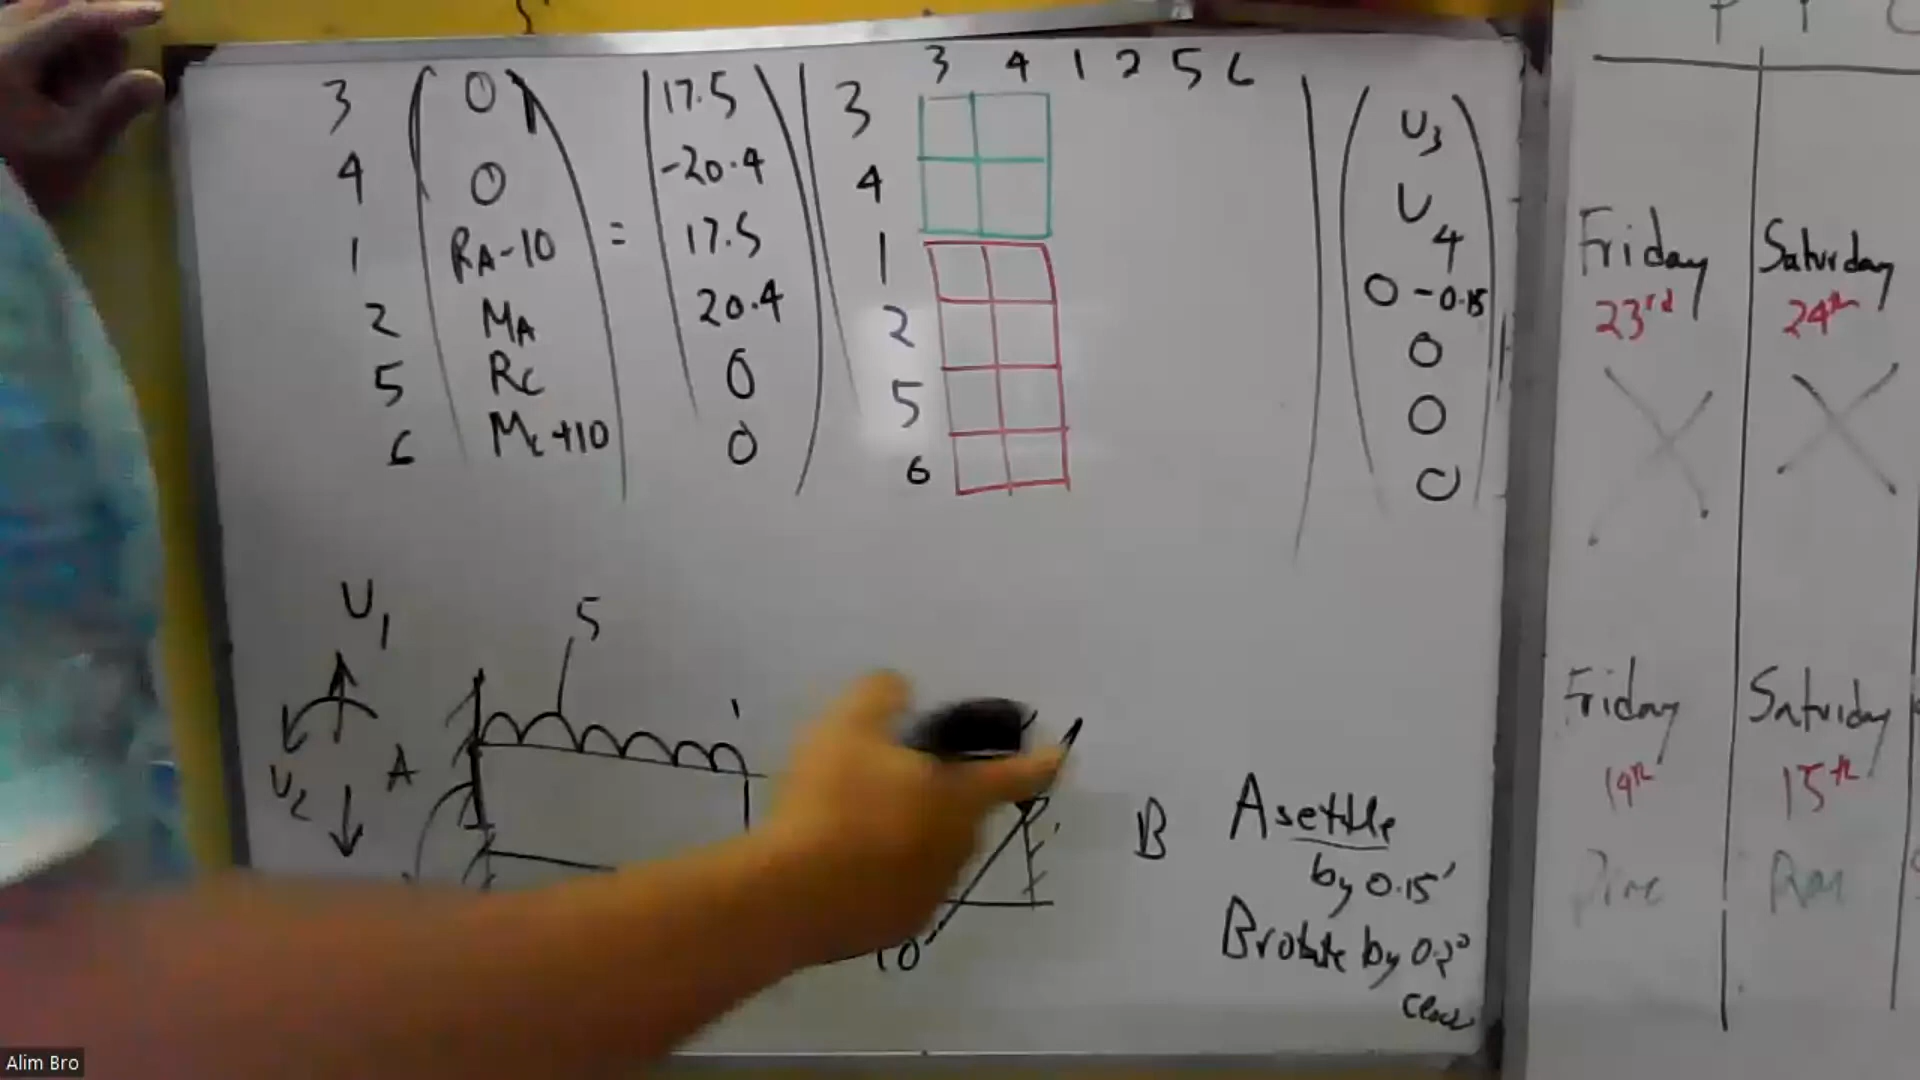 3 4 1 2 5 6
3 0 17.5 3 U3
4 0 -20.4 4 U4
1 RA-10 = 17.5 1 0 -0.15
2 MA 20.4 2 0
5 RC 0 5 0
6 MC+10 0 6 0
U1
5
U2
A
B
10
A settle
by 0.15'
B rotate by 0.2°
Friday Saturday
23rd 24th
Friday Saturday
15th
Alim Bro